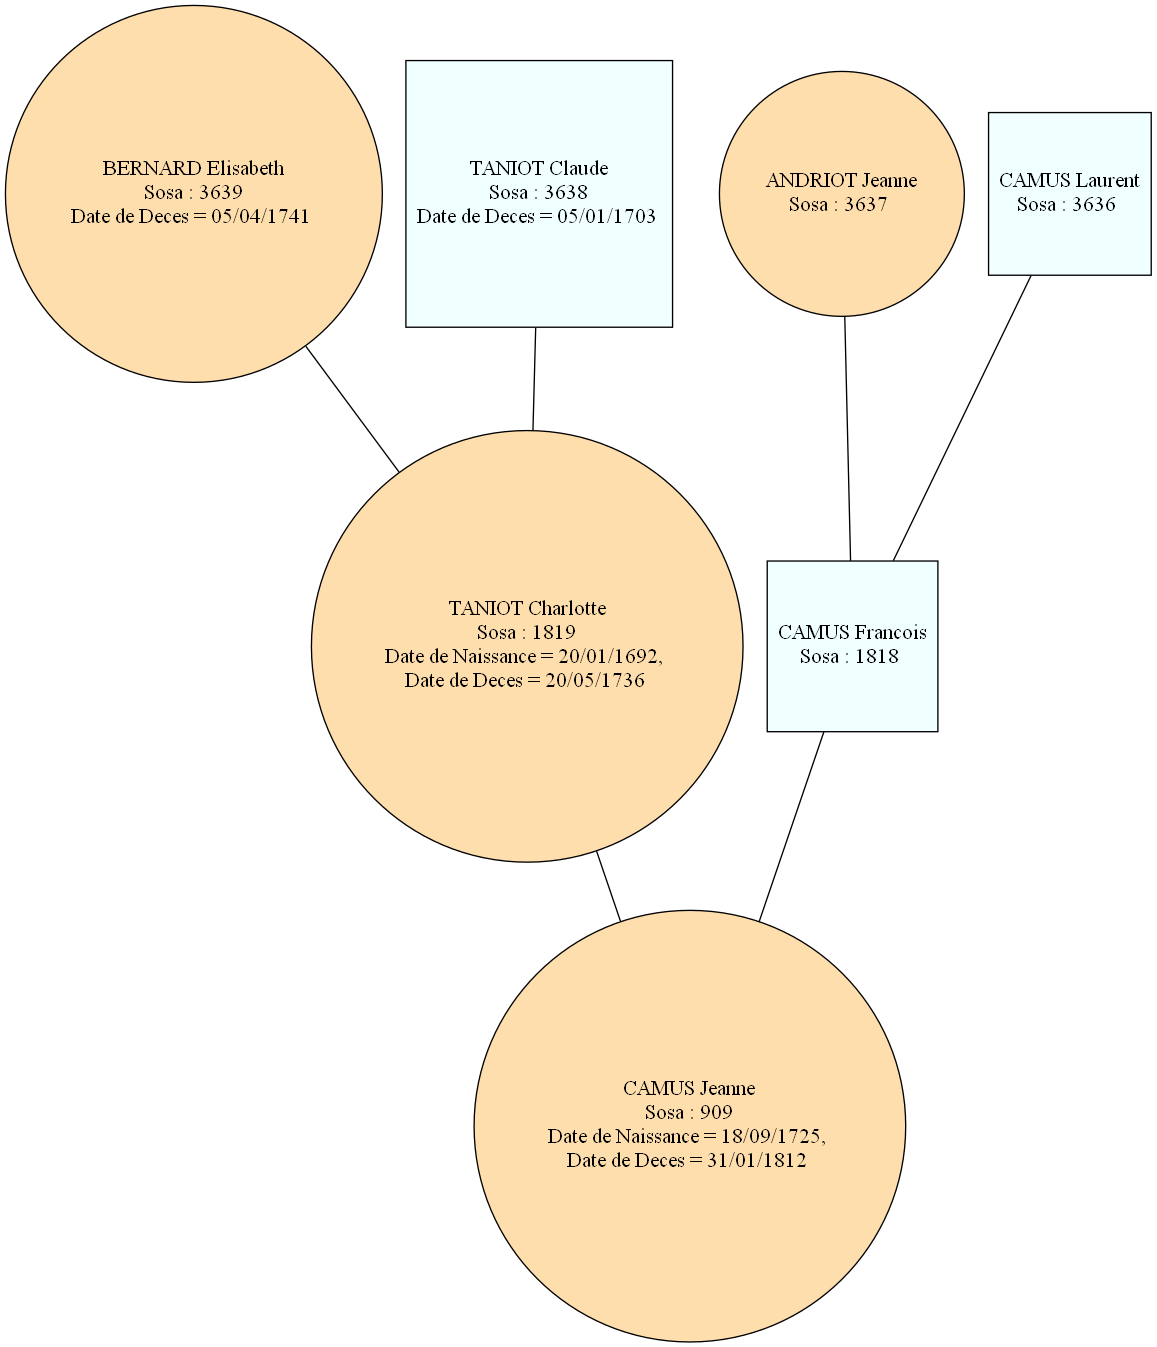 BERNARD Elisabeth
Sosa : 3639
Date de Deces = 05/04/1741
TANIOT Claude
Sosa : 3638
Date de Deces = 05/01/1703
ANDRIOT Jeanne
Sosa : 3637
CAMUS Laurent
Sosa : 3636
TANIOT Charlotte
Sosa : 1819
Date de Naissance = 20/01/1692,
Date de Deces = 20/05/1736
CAMUS Francois
Sosa : 1818
CAMUS Jeanne
Sosa : 909
Date de Naissance = 18/09/1725,
Date de Deces = 31/01/1812